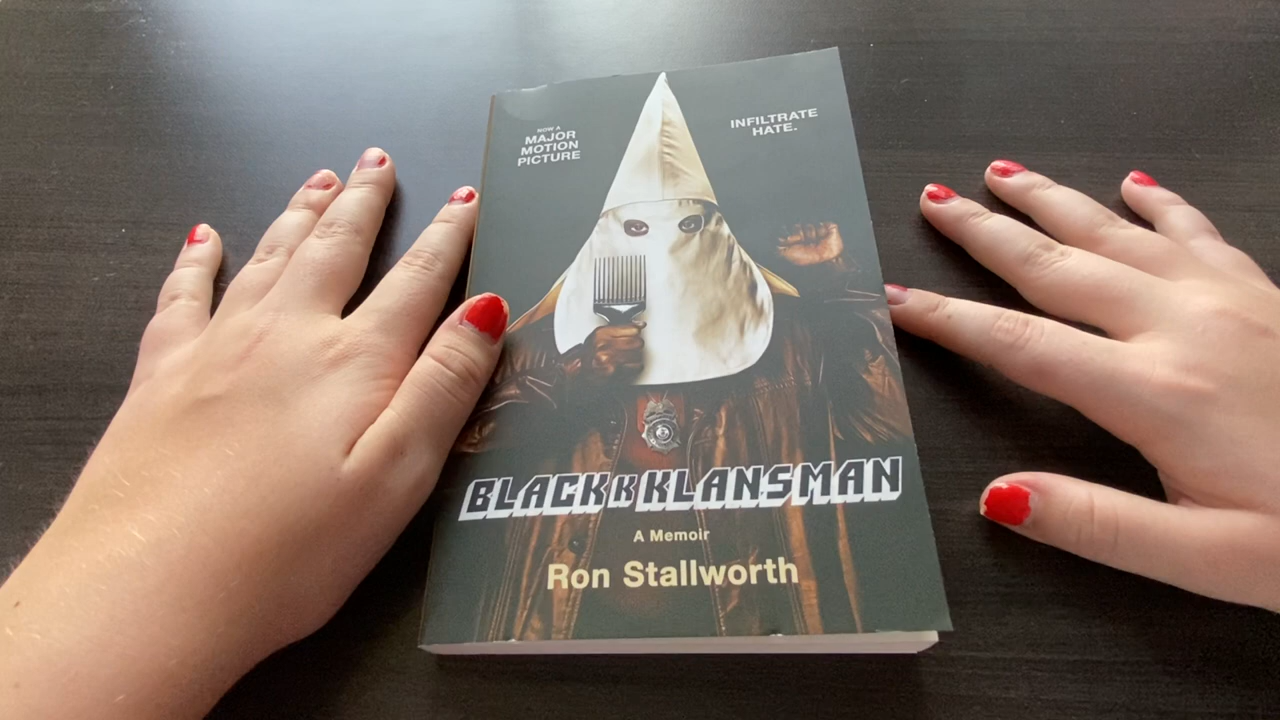 NOW A
MAJOR
MOTION
PICTURE
INFILTRATE
HATE.
BLACKKKLANSMAN
A Memoir
Ron Stallworth